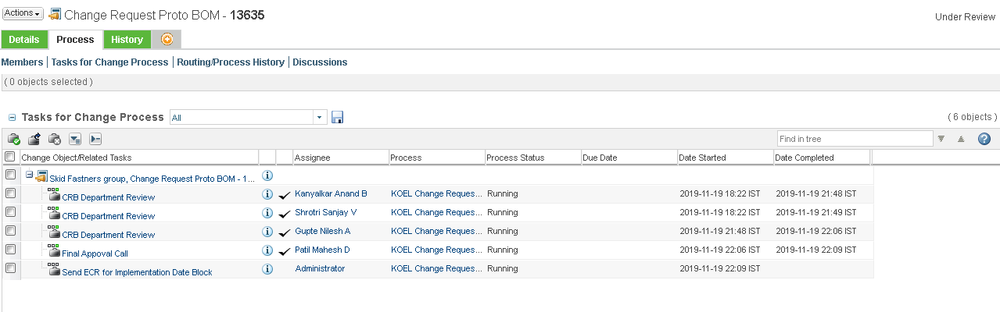 Actions
Change Request Proto BOM - 13635
Under Review
Details Process History
Members Tasks for Change Process Routing/Process History Discussions
( 0 objects selected )
Tasks for Change Process All ( 6 objects )
Find in tree
Change Object/Related Tasks Assignee Process Process Status Due Date Date Started Date Completed
Skid Fastners group, Change Request Proto BOM - 1...
CRB Department Review Kanyalkar Anand B KOEL Change Reques... Running 2019-11-19 18:22 IST 2019-11-19 21:48 IST
CRB Department Review Shrotri Sanjay V KOEL Change Reques... Running 2019-11-19 18:22 IST 2019-11-19 21:49 IST
CRB Department Review Gupte Nilesh A KOEL Change Reques... Running 2019-11-19 21:48 IST 2019-11-19 22:06 IST
Final Appoval Call Patil Mahesh D KOEL Change Reques... Running 2019-11-19 22:06 IST 2019-11-19 22:09 IST
Send ECR for Implementation Date Block Administrator KOEL Change Reques... Running 2019-11-19 22:09 IST